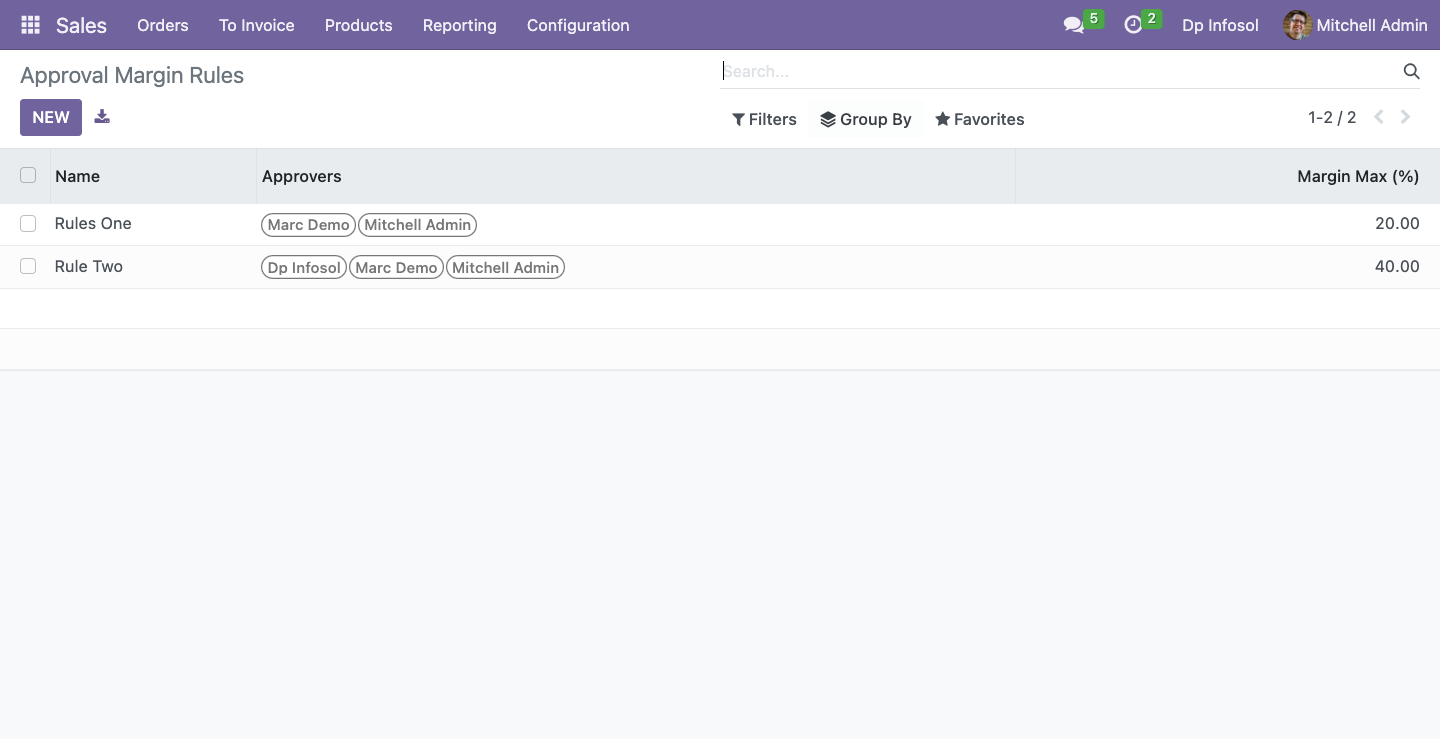 Sales Orders To Invoice Products Reporting Configuration 5 2 Dp Infosol Mitchell Admin
Approval Margin Rules Search...
NEW Filters Group By Favorites 1-2 / 2
Name Approvers Margin Max (%)
Rules One Marc Demo Mitchell Admin 20.00
Rule Two Dp Infosol Marc Demo Mitchell Admin 40.00